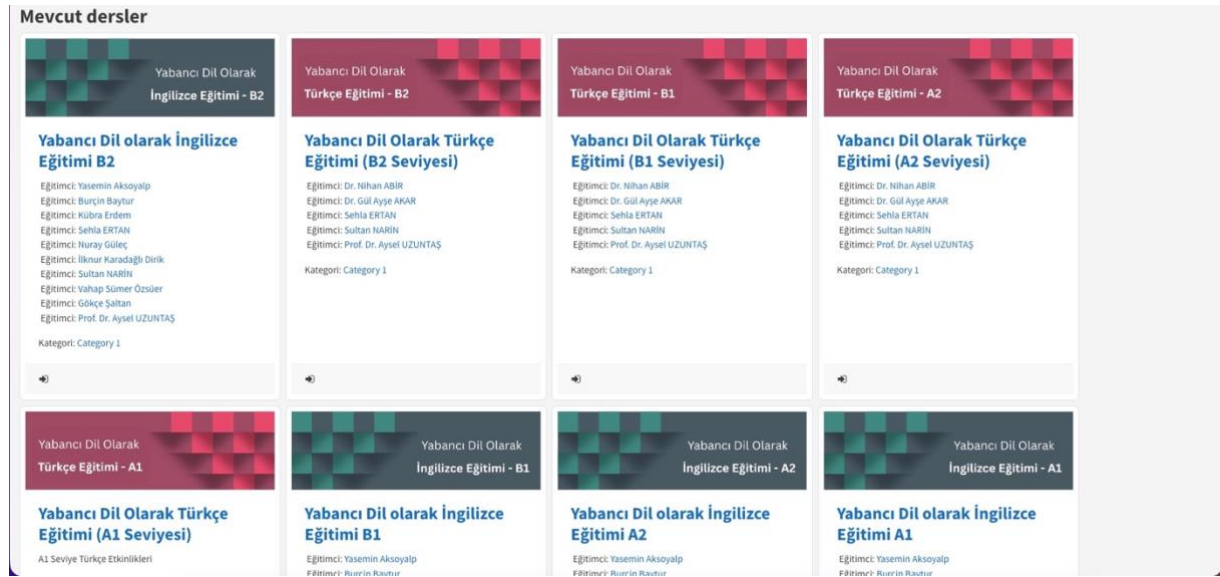 Mevcut dersler
Yabancı Dil Olarak
İngilizce Eğitimi - B2
Yabancı Dil olarak İngilizce
Eğitimi B2
Eğitimci: Yasemin Aksoyalp
Eğitimci: Burçin Baytur
Eğitimci: Kübra Erdem
Eğitimci: Sehla ERTAN
Eğitimci: Nuray Güleç
Eğitimci: İlknur Karadağlı Dirik
Eğitimci: Sultan NARİN
Eğitimci: Vahap Sümer Özsüer
Eğitimci: Gökçe Şaltan
Eğitimci: Prof. Dr. Aysel UZUNTAŞ
Kategori: Category 1
Yabancı Dil Olarak
Türkçe Eğitimi - B2
Yabancı Dil Olarak Türkçe
Eğitimi (B2 Seviyesi)
Eğitimci: Dr. Nihan ABİR
Eğitimci: Dr. Gül Ayşe AKAR
Eğitimci: Sehla ERTAN
Eğitimci: Sultan NARİN
Eğitimci: Prof. Dr. Aysel UZUNTAŞ
Kategori: Category 1
Yabancı Dil Olarak
Türkçe Eğitimi - B1
Yabancı Dil Olarak Türkçe
Eğitimi (B1 Seviyesi)
Eğitimci: Dr. Nihan ABİR
Eğitimci: Dr. Gül Ayşe AKAR
Eğitimci: Sehla ERTAN
Eğitimci: Sultan NARİN
Eğitimci: Prof. Dr. Aysel UZUNTAŞ
Kategori: Category 1
Yabancı Dil Olarak
Türkçe Eğitimi - A2
Yabancı Dil Olarak Türkçe
Eğitimi (A2 Seviyesi)
Eğitimci: Dr. Nihan ABİR
Eğitimci: Dr. Gül Ayşe AKAR
Eğitimci: Sehla ERTAN
Eğitimci: Sultan NARİN
Eğitimci: Prof. Dr. Aysel UZUNTAŞ
Kategori: Category 1
Yabancı Dil Olarak
Türkçe Eğitimi - A1
Yabancı Dil Olarak Türkçe
Eğitimi (A1 Seviyesi)
A1 Seviye Türkçe Etkinlikleri
Yabancı Dil Olarak
İngilizce Eğitimi - B1
Yabancı Dil olarak İngilizce
Eğitimi B1
Eğitimci: Yasemin Aksoyalp
Eğitimci: Burçin Baytur
Yabancı Dil Olarak
İngilizce Eğitimi - A2
Yabancı Dil olarak İngilizce
Eğitimi A2
Eğitimci: Yasemin Aksoyalp
Eğitimci: Burçin Baytur
Yabancı Dil Olarak
İngilizce Eğitimi - A1
Yabancı Dil olarak İngilizce
Eğitimi A1
Eğitimci: Yasemin Aksoyalp
Eğitimci: Burçin Baytur